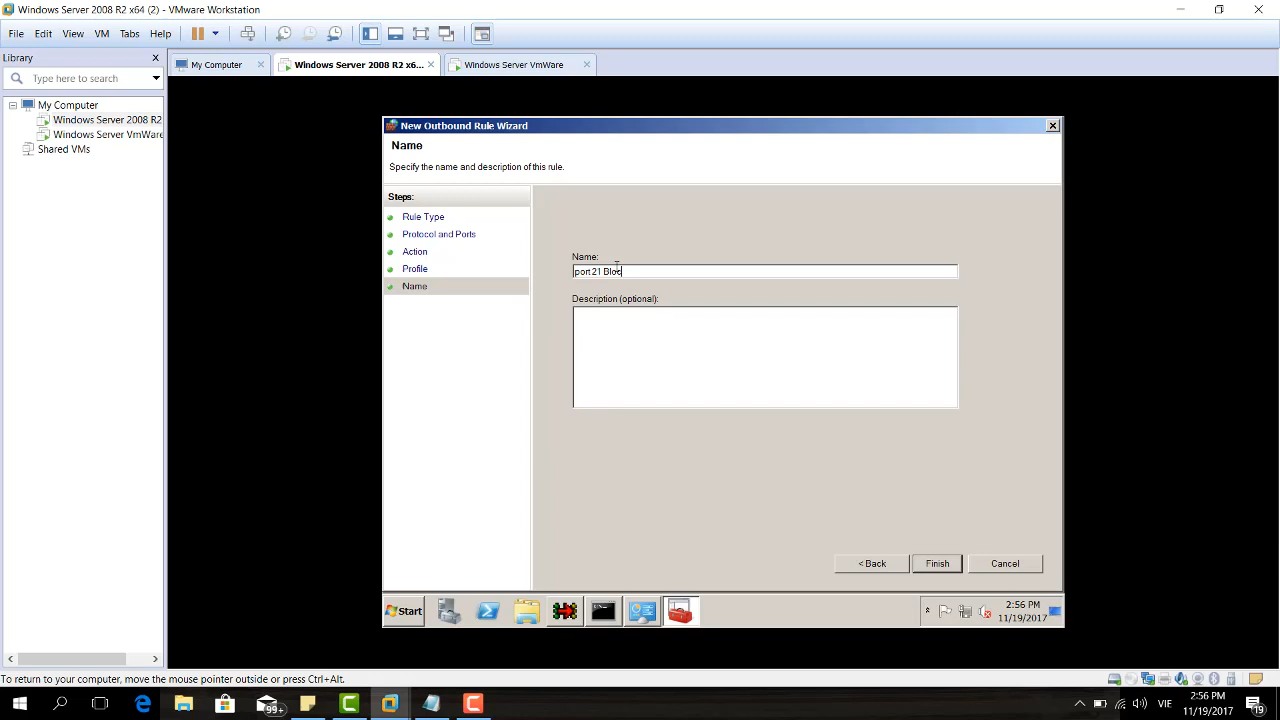 Windows Server 2008 R2 x64 (2) - VMware Workstation
File Edit View VM Tabs Help
Library
My Computer
Windows Server 2008 R2 x6...
Windows Server VmWare
Type here to search
My Computer
Windows Server 2008 R2
Windows Server VmWare
Shared VMs
New Outbound Rule Wizard
Name
Specify the name and description of this rule.
Steps:
Rule Type
Protocol and Ports
Action
Profile
Name
Name:
port 21 Bloc
Description (optional):
< Back
Finish
Cancel
Start
2:56 PM
11/19/2017
To return to your computer, move the mouse pointer outside or press Ctrl+Alt.
99+
VIE
2:56 PM
11/19/2017
19